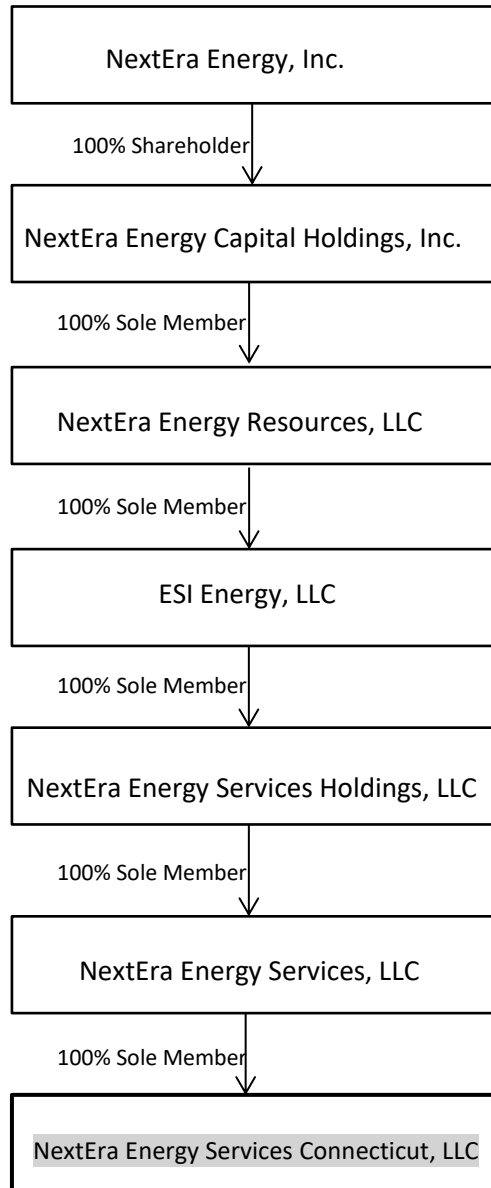 NextEra Energy, Inc.
100% Shareholder
NextEra Energy Capital Holdings, Inc.
100% Sole Member
NextEra Energy Resources, LLC
100% Sole Member
ESI Energy, LLC
100% Sole Member
NextEra Energy Services Holdings, LLC
100% Sole Member
NextEra Energy Services, LLC
100% Sole Member
NextEra Energy Services Connecticut, LLC